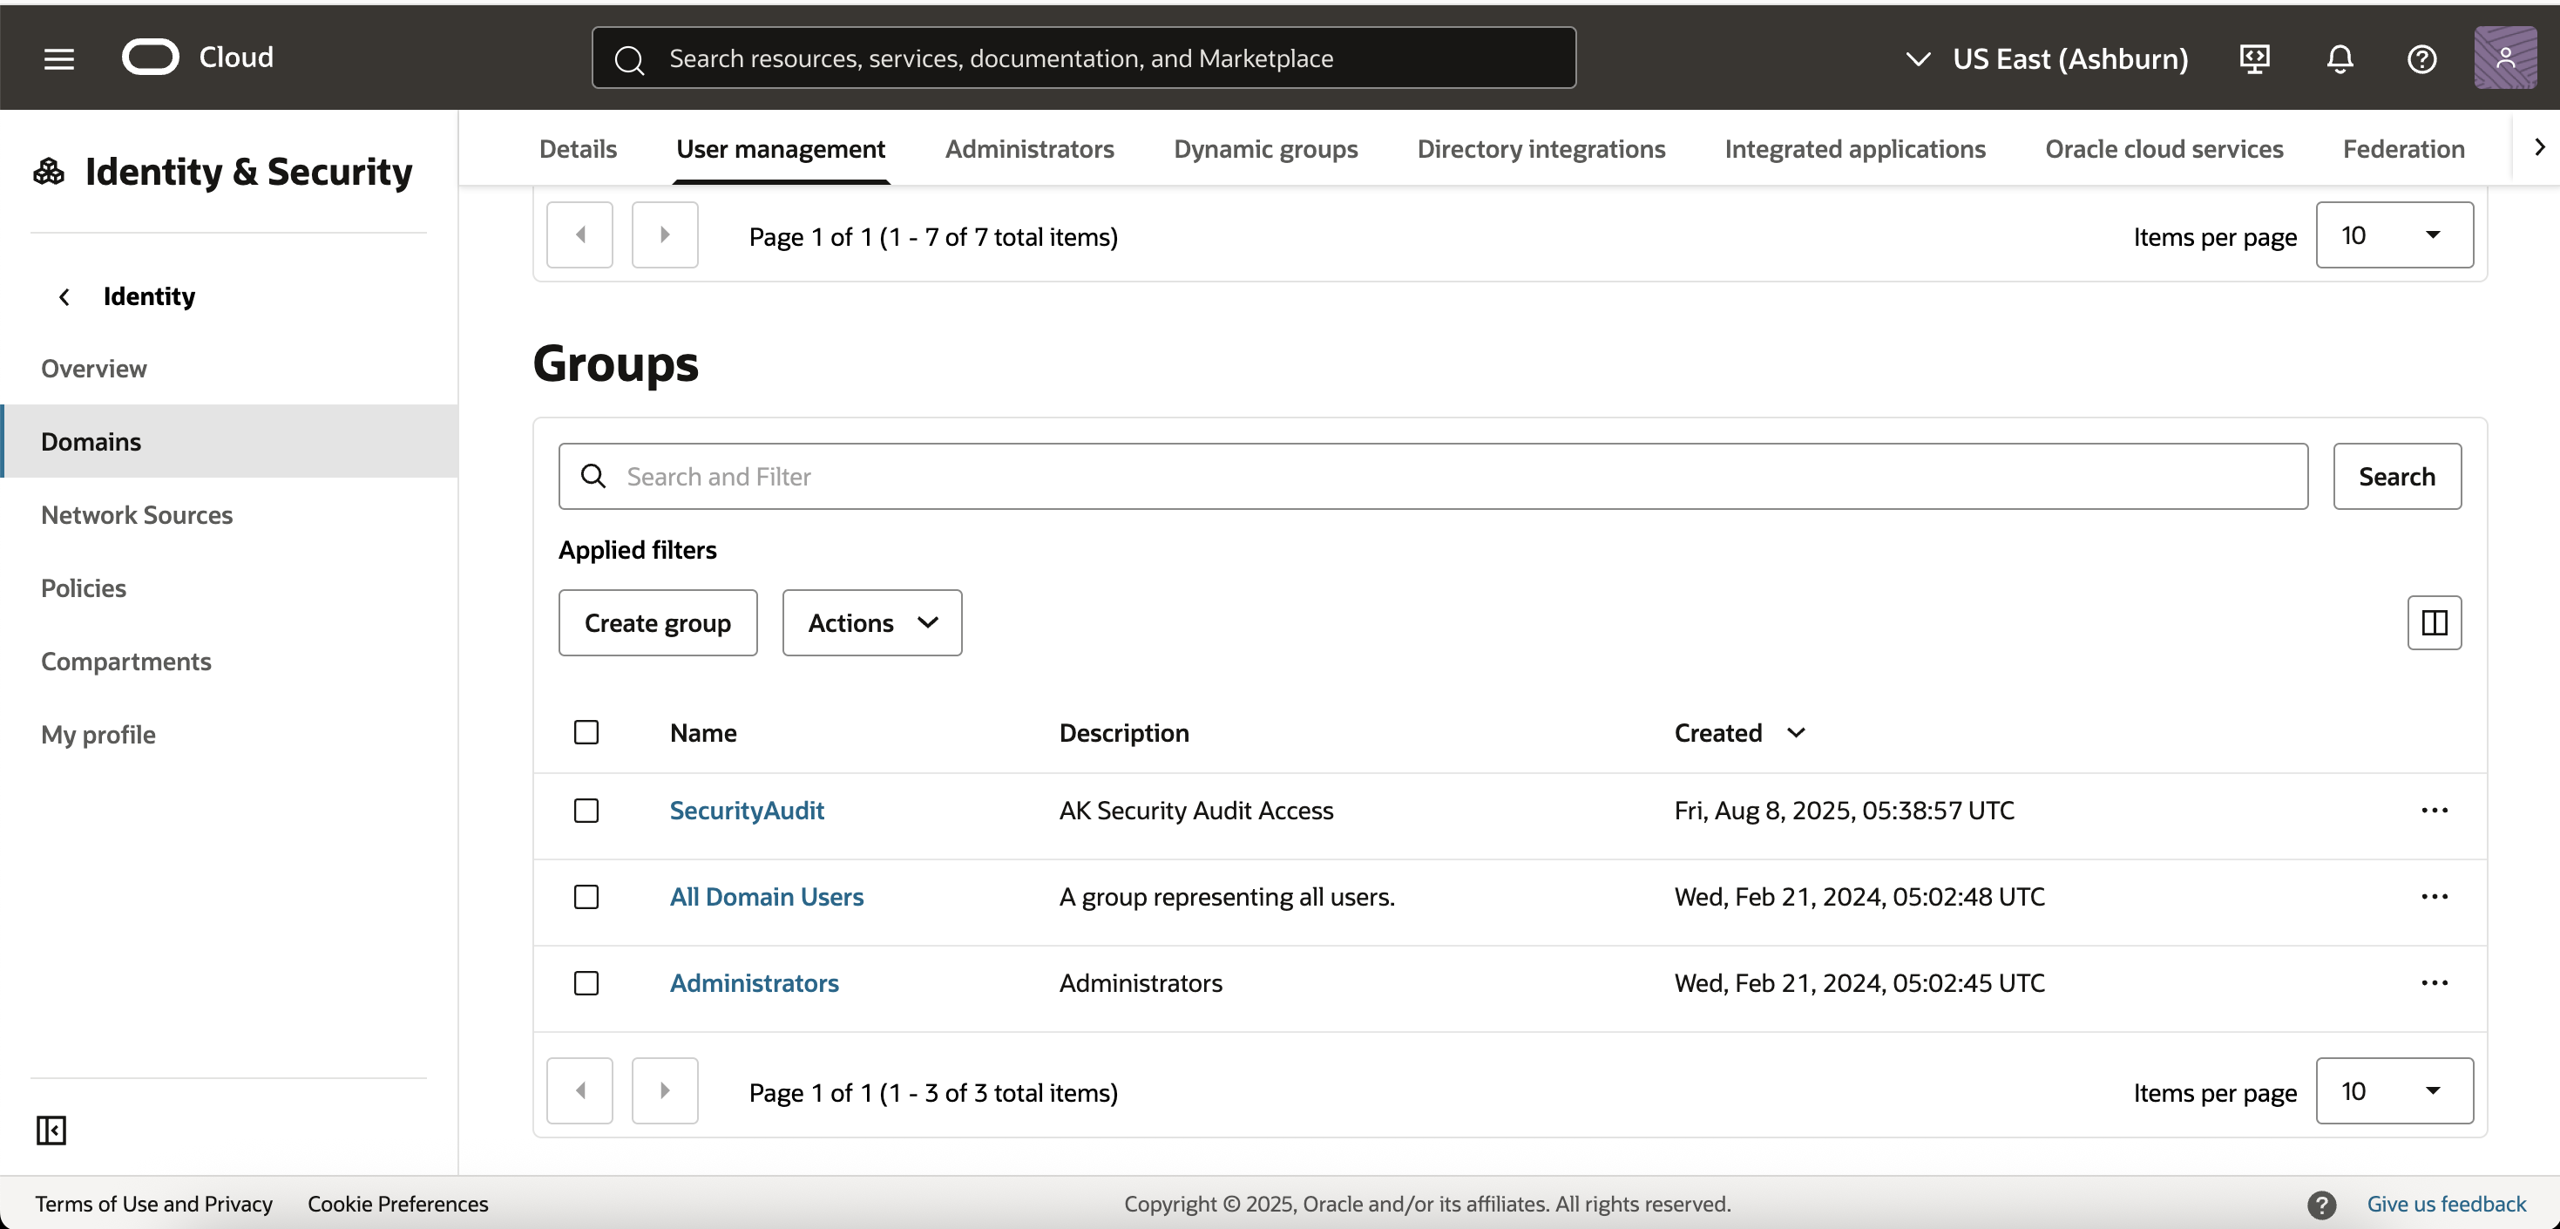 Cloud
Search resources, services, documentation, and Marketplace
US East (Ashburn)
Identity & Security
Identity
Overview
Domains
Network Sources
Policies
Compartments
My profile
Details User management Administrators Dynamic groups Directory integrations Integrated applications Oracle cloud services Federation
Page 1 of 1 (1 - 7 of 7 total items) Items per page 10
Groups
Search and Filter Search
Applied filters
Create group Actions
Name Description Created
SecurityAudit AK Security Audit Access Fri, Aug 8, 2025, 05:38:57 UTC
All Domain Users A group representing all users. Wed, Feb 21, 2024, 05:02:48 UTC
Administrators Administrators Wed, Feb 21, 2024, 05:02:45 UTC
Page 1 of 1 (1 - 3 of 3 total items) Items per page 10
Terms of Use and Privacy Cookie Preferences Copyright © 2025, Oracle and/or its affiliates. All rights reserved. Give us feedback